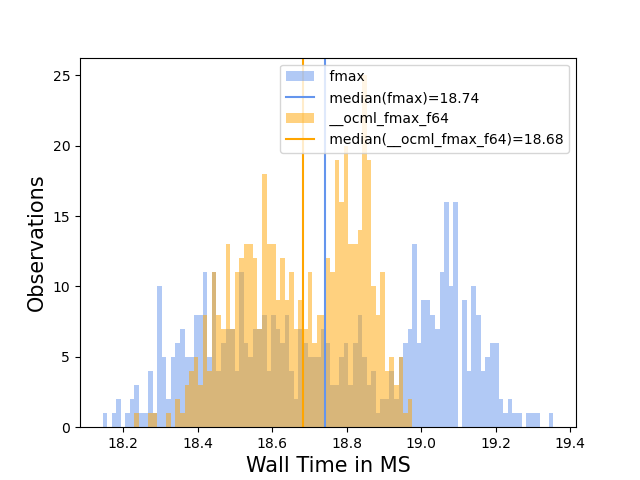 fmax
median(fmax)=18.74
__ocml_fmax_f64
median(__ocml_fmax_f64)=18.68
Observations
25
20
15
10
5
0
18.2 18.4 18.6 18.8 19.0 19.2 19.4
Wall Time in MS